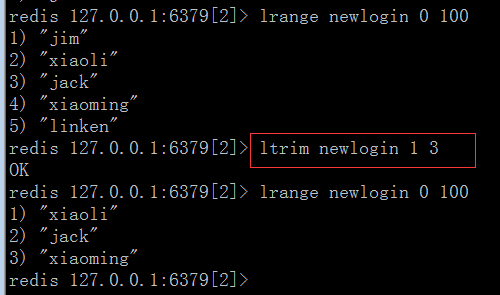 redis 127.0.0.1:6379[2]> lrange newlogin 0 100
1) "jim"
2) "xiaoli"
3) "jack"
4) "xiaoming"
5) "linken"
redis 127.0.0.1:6379[2]> ltrim newlogin 1 3
OK
redis 127.0.0.1:6379[2]> lrange newlogin 0 100
1) "xiaoli"
2) "jack"
3) "xiaoming"
redis 127.0.0.1:6379[2]>